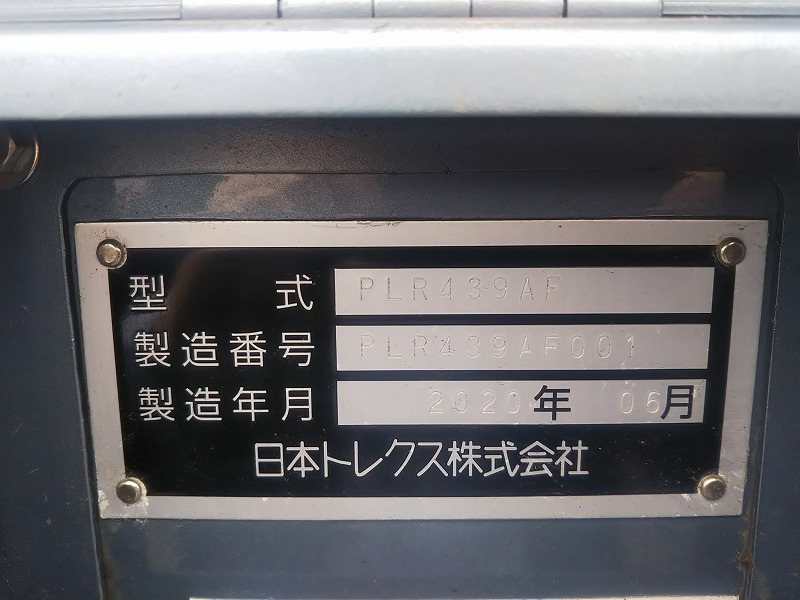 型式 PLR439AF
製造番号 PLR439AF001
製造年月 2020年 06月
日本トレクス株式会社